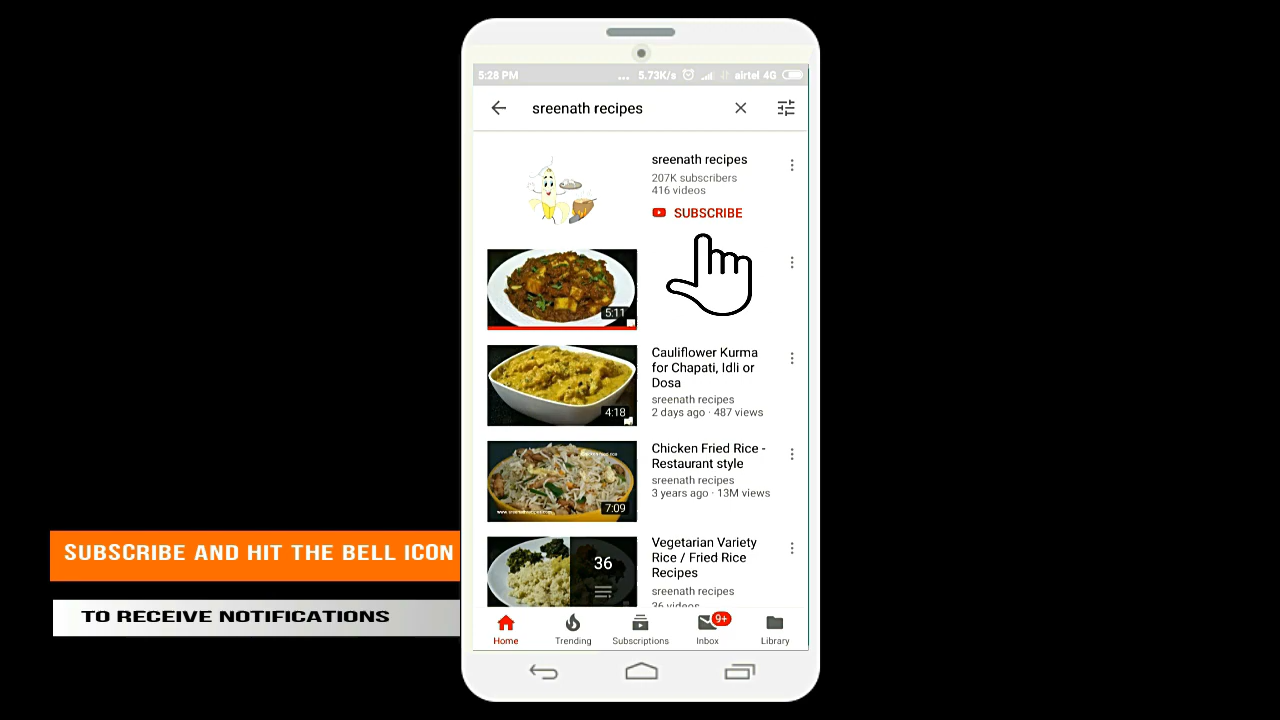 5:28 PM
... 5.73K/s airtel 4G
sreenath recipes
sreenath recipes
207K subscribers
416 videos
SUBSCRIBE
5:11
Cauliflower Kurma
for Chapati, Idli or
Dosa
sreenath recipes
2 days ago · 487 views
4:18
Chicken Fried Rice -
Restaurant style
sreenath recipes
3 years ago · 13M views
7:09
Vegetarian Variety
Rice / Fried Rice
Recipes
sreenath recipes
36 videos
36
SUBSCRIBE AND HIT THE BELL ICON
TO RECEIVE NOTIFICATIONS
9+
Home Trending Subscriptions Inbox Library